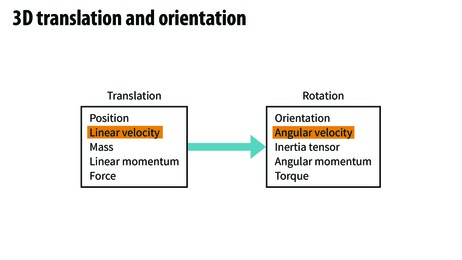 3D translation and orientation
Translation
Position
Linear velocity
Mass
Linear momentum
Force
Rotation
Orientation
Angular velocity
Inertia tensor
Angular momentum
Torque